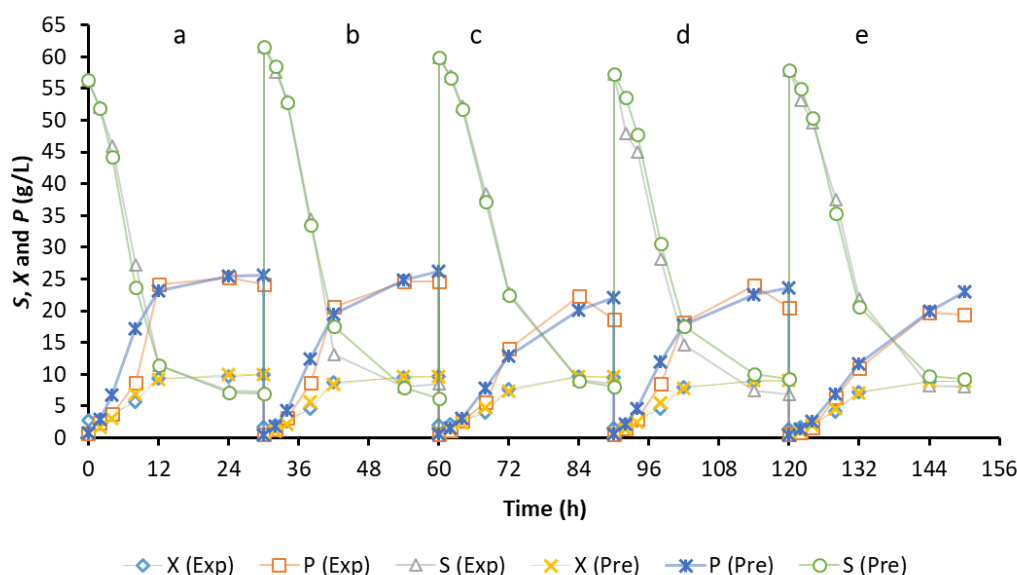 65
60
55
50
45
40
35
30
25
20
15
10
5
0
S, X and P (g/L)
a b c d e
0 12 24 36 48 60 72 84 96 108 120 132 144 156
Time (h)
X (Exp) P (Exp) S (Exp) X (Pre) P (Pre) S (Pre)